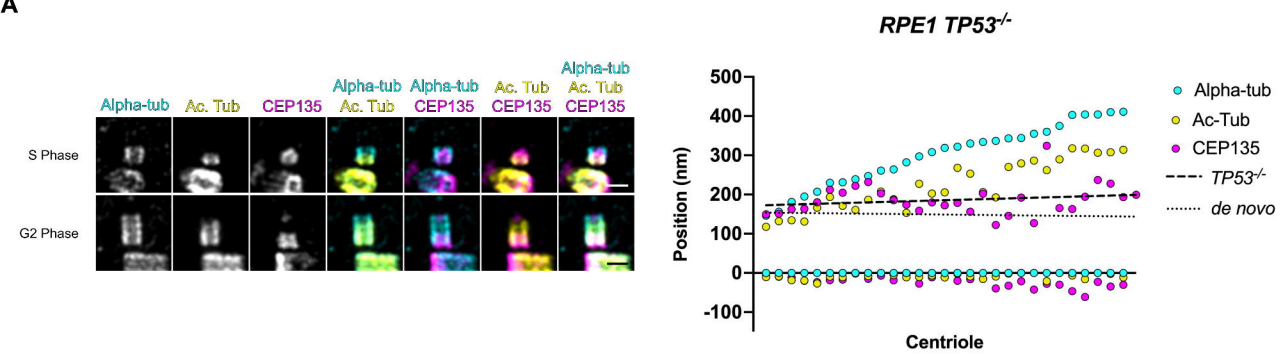 A
RPE1 TP53-/-
Alpha-tub
Alpha-tub Alpha-tub Ac. Tub Ac. Tub
Alpha-tub Ac. Tub CEP135 Ac. Tub CEP135 CEP135 CEP135
S Phase
G2 Phase
Position (nm)
500
400
300
200
100
0
-100
Centriole
Alpha-tub
Ac-Tub
CEP135
TP53-/-
de novo